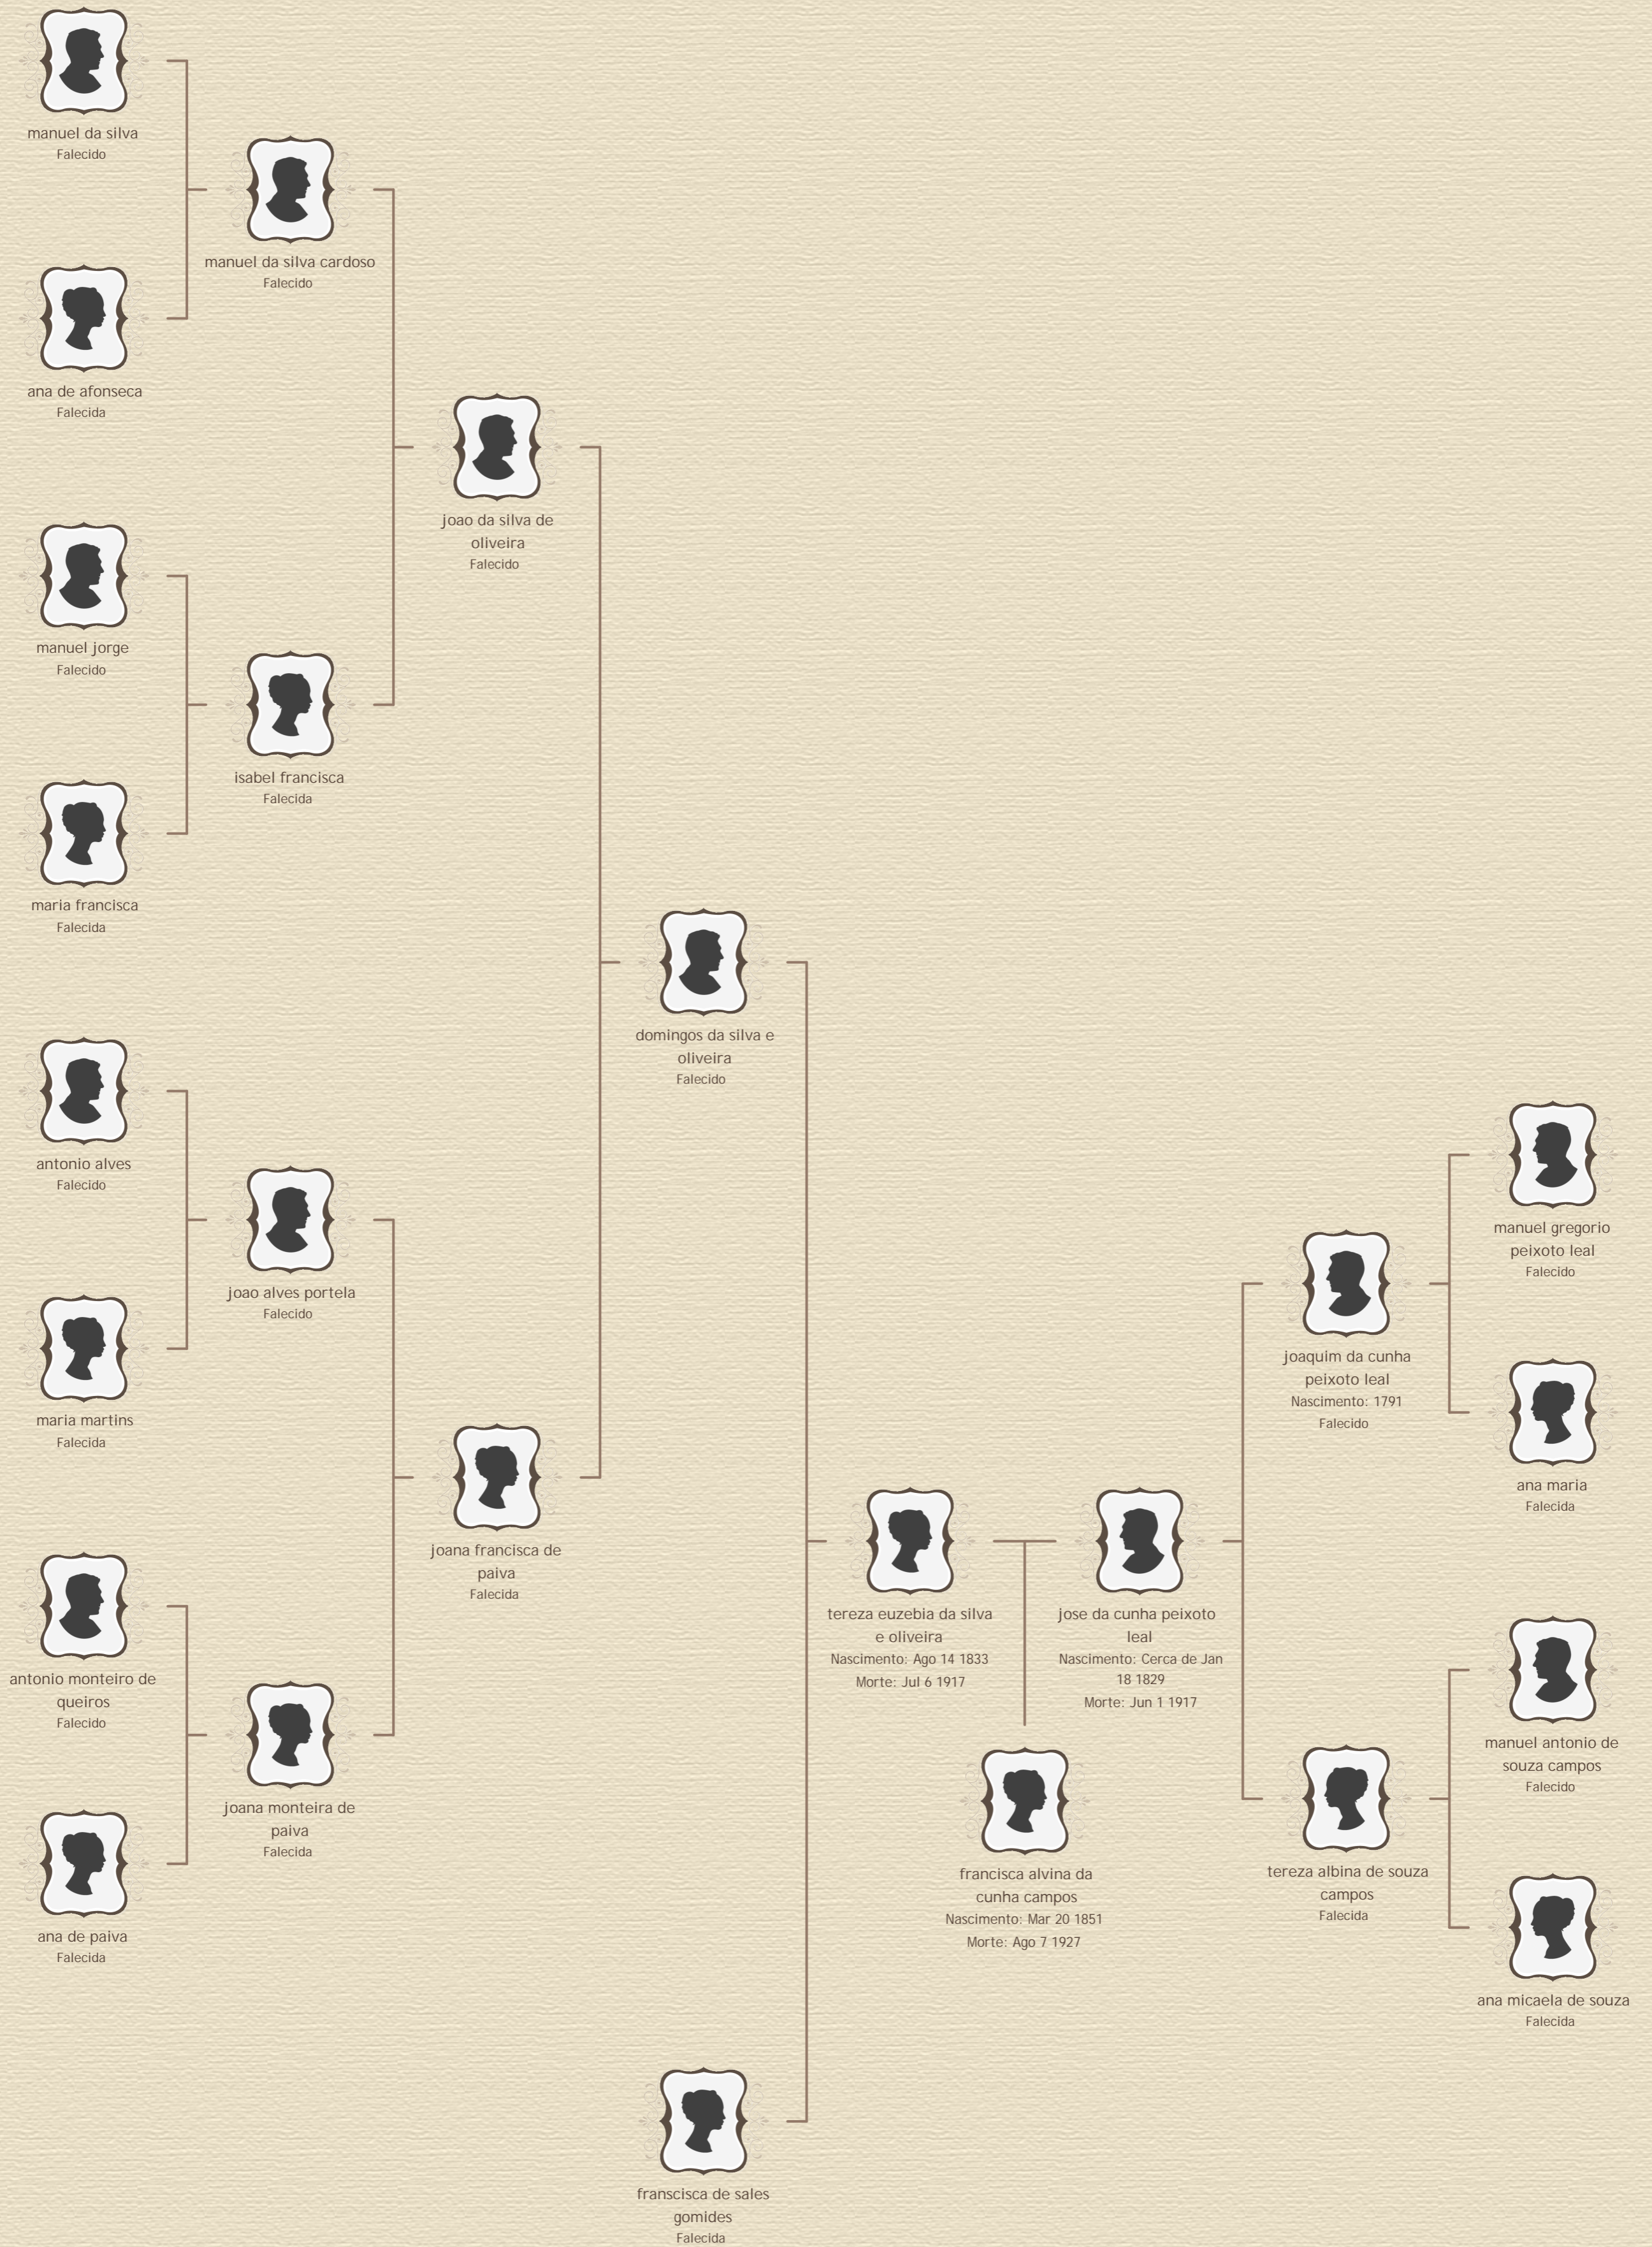 manuel da silva
Falecido
manuel da silva cardoso
Falecido
ana de afonseca
Falecida
joao da silva de
oliveira
Falecido
manuel jorge
Falecido
isabel francisca
Falecida
maria francisca
Falecida
domingos da silva e
oliveira
Falecido
antonio alves
Falecido
manuel gregorio
peixoto leal
Falecido
joao alves portela
Falecido
joaquim da cunha
peixoto leal
Nascimento: 1791
Falecido
maria martins
Falecida
ana maria
Falecida
joana francisca de
paiva
Falecida
tereza euzebia da silva
e oliveira
Nascimento: Ago 14 1833
Morte: Jul 6 1917
jose da cunha peixoto
leal
Nascimento: Cerca de Jan
18 1829
Morte: Jun 1 1917
antonio monteiro de
queiros
Falecido
manuel antonio de
souza campos
Falecido
joana monteira de
paiva
Falecida
francisca alvina da
cunha campos
Nascimento: Mar 20 1851
Morte: Ago 7 1927
tereza albina de souza
campos
Falecida
ana de paiva
Falecida
ana micaela de souza
Falecida
franscisca de sales
gomides
Falecida